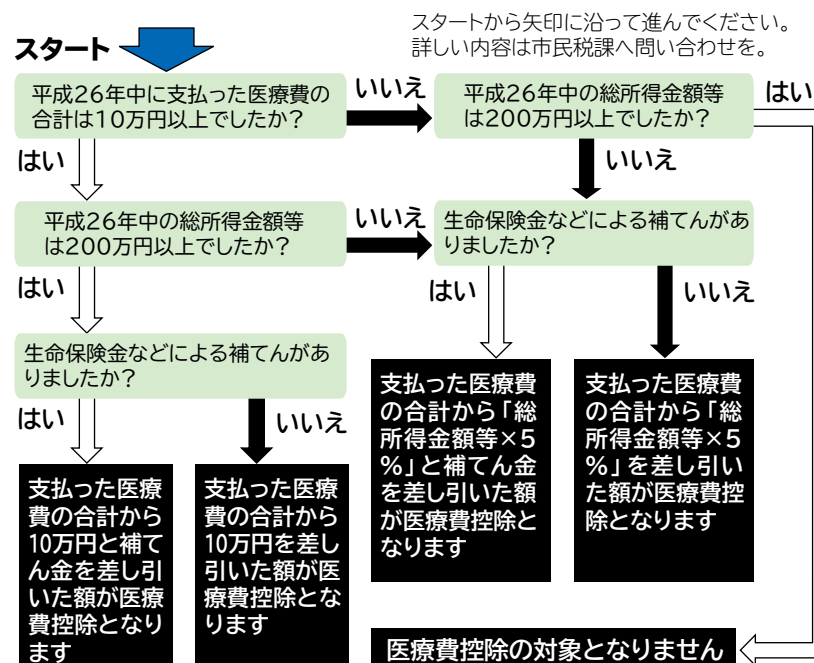 スタートから矢印に沿って進んでください。
詳しい内容は市民税課へ問い合わせを。
スタート
平成26年中に支払った医療費の
合計は10万円以上でしたか？
いいえ
平成26年中の総所得金額等
は200万円以上でしたか？
はい
はい
いいえ
平成26年中の総所得金額等
は200万円以上でしたか？
いいえ
生命保険金などによる補てんがあ
りましたか？
はい
はい
いいえ
生命保険金などによる補てんがあ
りましたか？
はい
いいえ
支払った医療費
の合計から「総
所得金額等×5
％」と補てん金
を差し引いた額
が医療費控除と
なります
支払った医療費
の合計から「総
所得金額等×5
％」を差し引い
た額が医療費控
除となります
支払った医療
費の合計から
10万円と補て
ん金を差し引
いた額が医療
費控除となり
ます
支払った医療
費の合計から
10万円を差し
引いた額が医
療費控除とな
ります
医療費控除の対象となりません